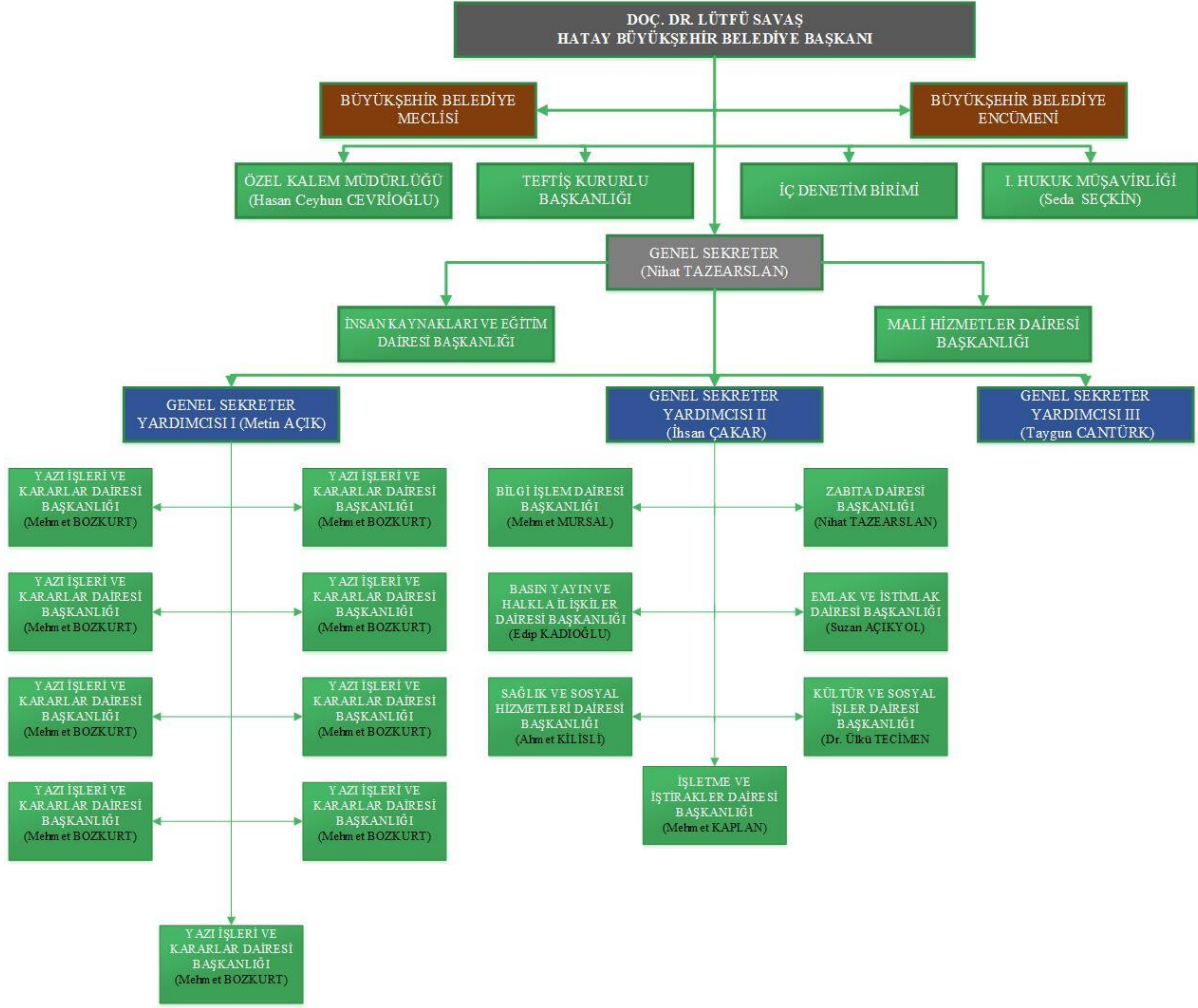 DOÇ. DR. LÜTFÜ SAVAŞ
HATAY BÜYÜKŞEHİR BELEDİYE BAŞKANI
BÜYÜKŞEHİR BELEDİYE
MECLİSİ
BÜYÜKŞEHİR BELEDİYE
ENCÜMENİ
ÖZEL KALEM MÜDÜRLÜĞÜ
(Hasan Ceyhun CEVRİOĞLU)
TEFTİŞ KURURLU
BAŞKANLIĞI
İÇ DENETİM BİRİMİ
I. HUKUK MÜŞAVİRLİĞİ
(Seda SEÇKİN)
GENEL SEKRETER
(Nihat TAZEARSLAN)
İNSAN KAYNAKLARI VE EĞİTİM
DAİRESİ BAŞKANLIĞI
MALİ HİZMETLER DAİRESİ
BAŞKANLIĞI
GENEL SEKRETER
YARDIMCISI I (Metin AÇIK)
GENEL SEKRETER
YARDIMCISI II
(İhsan ÇAKAR)
GENEL SEKRETER
YARDIMCISI III
(Taygun CANTÜRK)
YAZI İŞLERİ VE
KARARLAR DAİRESİ
BAŞKANLIĞI
(Mehmet BOZKURT)
YAZI İŞLERİ VE
KARARLAR DAİRESİ
BAŞKANLIĞI
(Mehmet BOZKURT)
BİLGİ İŞLEM DAİRESİ
BAŞKANLIĞI
(Mehmet MURSAL)
ZABITA DAİRESİ
BAŞKANLIĞI
(Nihat TAZEARSLAN)
YAZI İŞLERİ VE
KARARLAR DAİRESİ
BAŞKANLIĞI
(Mehmet BOZKURT)
YAZI İŞLERİ VE
KARARLAR DAİRESİ
BAŞKANLIĞI
(Mehmet BOZKURT)
BASIN YAYIN VE
HALKLA İLİŞKİLER
DAİRESİ BAŞKANLIĞI
(Edip KADIOĞLU)
EMLAK VE İSTİMLAK
DAİRESİ BAŞKANLIĞI
(Suzan AÇIKYOL)
YAZI İŞLERİ VE
KARARLAR DAİRESİ
BAŞKANLIĞI
(Mehmet BOZKURT)
YAZI İŞLERİ VE
KARARLAR DAİRESİ
BAŞKANLIĞI
(Mehmet BOZKURT)
SAĞLIK VE SOSYAL
HİZMETLERİ DAİRESİ
BAŞKANLIĞI
(Ahmet KİLİSLİ)
KÜLTÜR VE SOSYAL
İŞLER DAİRESİ
BAŞKANLIĞI
(Dr. Ülkü TECİMEN
YAZI İŞLERİ VE
KARARLAR DAİRESİ
BAŞKANLIĞI
(Mehmet BOZKURT)
YAZI İŞLERİ VE
KARARLAR DAİRESİ
BAŞKANLIĞI
(Mehmet BOZKURT)
İŞLETME VE
İŞTİRAKLER DAİRESİ
BAŞKANLIĞI
(Mehmet KAPLAN)
YAZI İŞLERİ VE
KARARLAR DAİRESİ
BAŞKANLIĞI
(Mehmet BOZKURT)